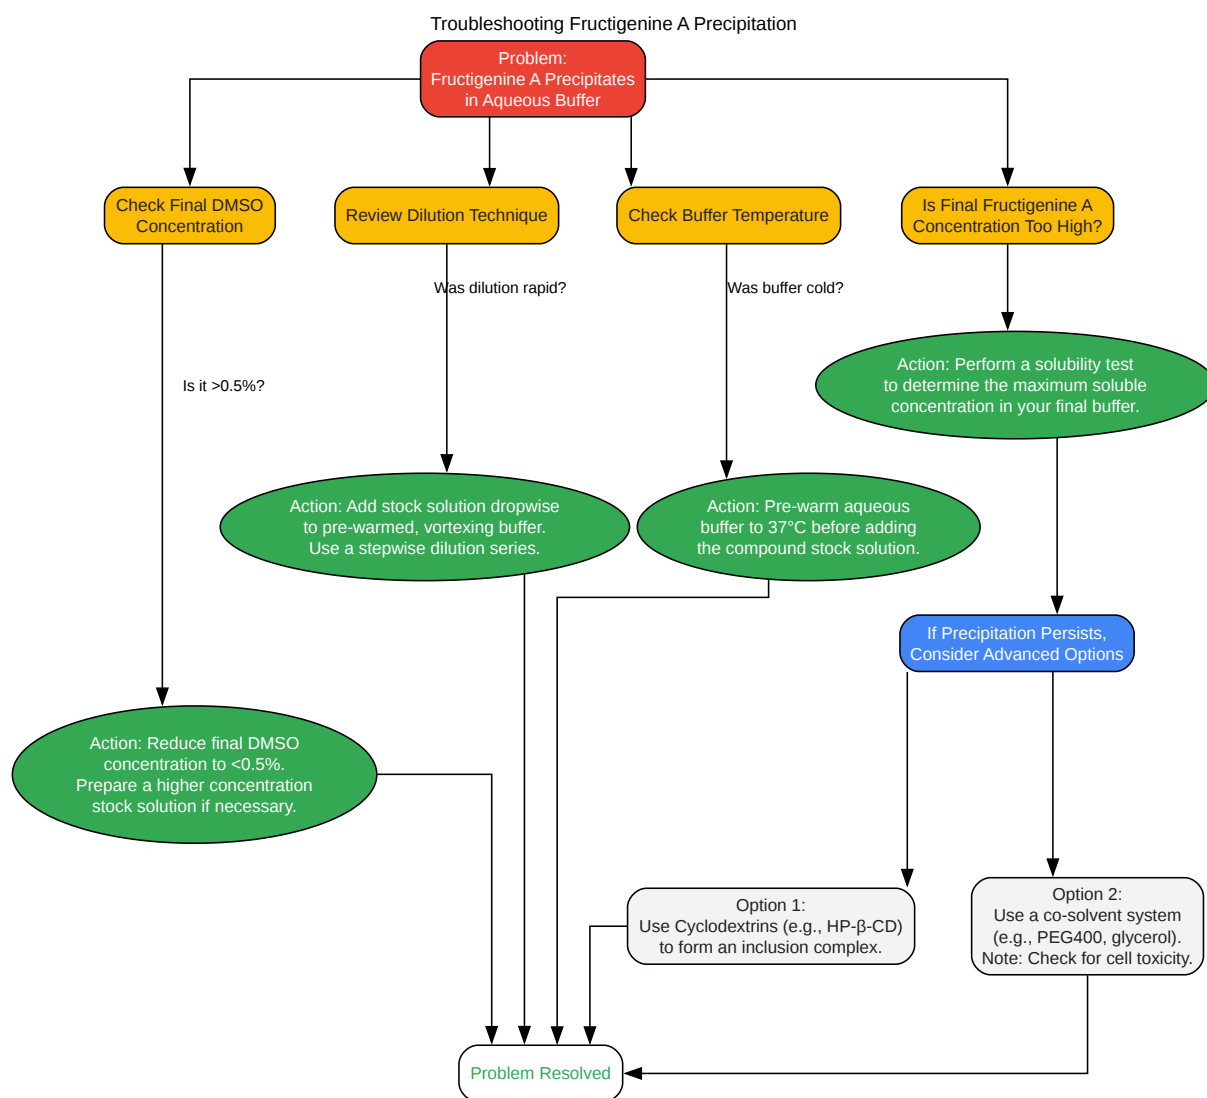 Troubleshooting Fructigenine A Precipitation
Problem:
Fructigenine A Precipitates
in Aqueous Buffer
Check Final DMSO
Concentration
Review Dilution Technique
Check Buffer Temperature
Is Final Fructigenine A
Concentration Too High?
Was dilution rapid?
Was buffer cold?
Is it >0.5%?
Action: Perform a solubility test
to determine the maximum soluble
concentration in your final buffer.
Action: Add stock solution dropwise
to pre-warmed, vortexing buffer.
Use a stepwise dilution series.
Action: Pre-warm aqueous
buffer to 37°C before adding
the compound stock solution.
If Precipitation Persists,
Consider Advanced Options
Action: Reduce final DMSO
concentration to <0.5%.
Prepare a higher concentration
stock solution if necessary.
Option 1:
Use Cyclodextrins (e.g., HP-β-CD)
to form an inclusion complex.
Option 2:
Use a co-solvent system
(e.g., PEG400, glycerol).
Note: Check for cell toxicity.
Problem Resolved